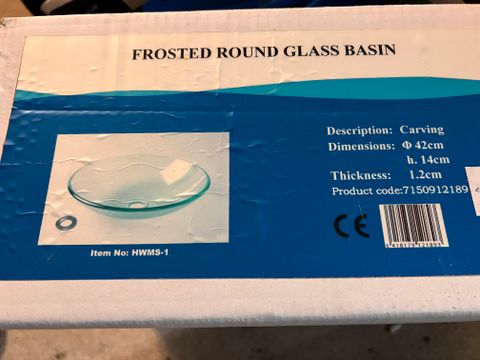 FROSTED ROUND GLASS BASIN
Description: Carving
Dimensions: Φ 42cm
h. 14cm
Thickness: 1.2cm
Product code:7150912189
CE
Item No: HWMS-1